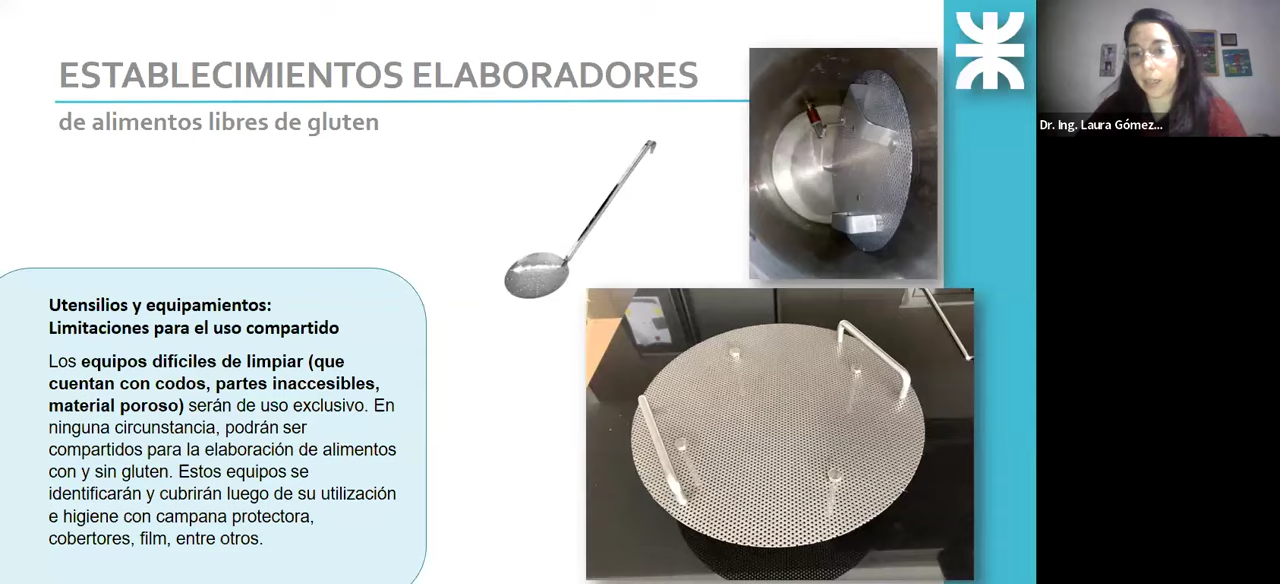 ESTABLECIMIENTOS ELABORADORES
de alimentos libres de gluten
Utensilios y equipamientos:
Limitaciones para el uso compartido
Los equipos difíciles de limpiar (que
cuentan con codos, partes inaccesibles,
material poroso) serán de uso exclusivo. En
ninguna circunstancia, podrán ser
compartidos para la elaboración de alimentos
con y sin gluten. Estos equipos se
identificarán y cubrirán luego de su utilización
e higiene con campana protectora,
cobertores, film, entre otros.
Dr. Ing. Laura Gómez...